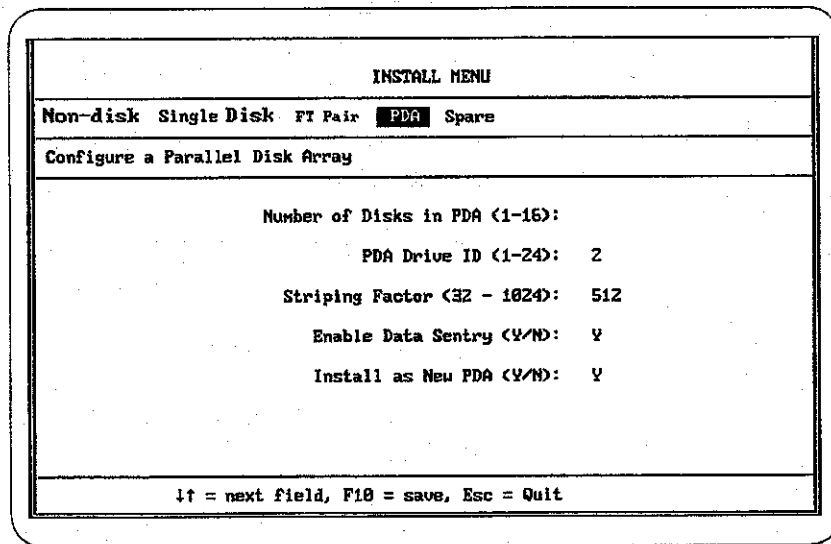 INSTALL MENU
Non-disk Single Disk FT Pair PDA Spare
Configure a Parallel Disk Array
Number of Disks in PDA (1-16):
PDA Drive ID (1-24): 2
Striping Factor (32 - 1024): 512
Enable Data Sentry (Y/N): Y
Install as New PDA (Y/N): Y
↓↑ = next field, F10 = save, Esc = Quit